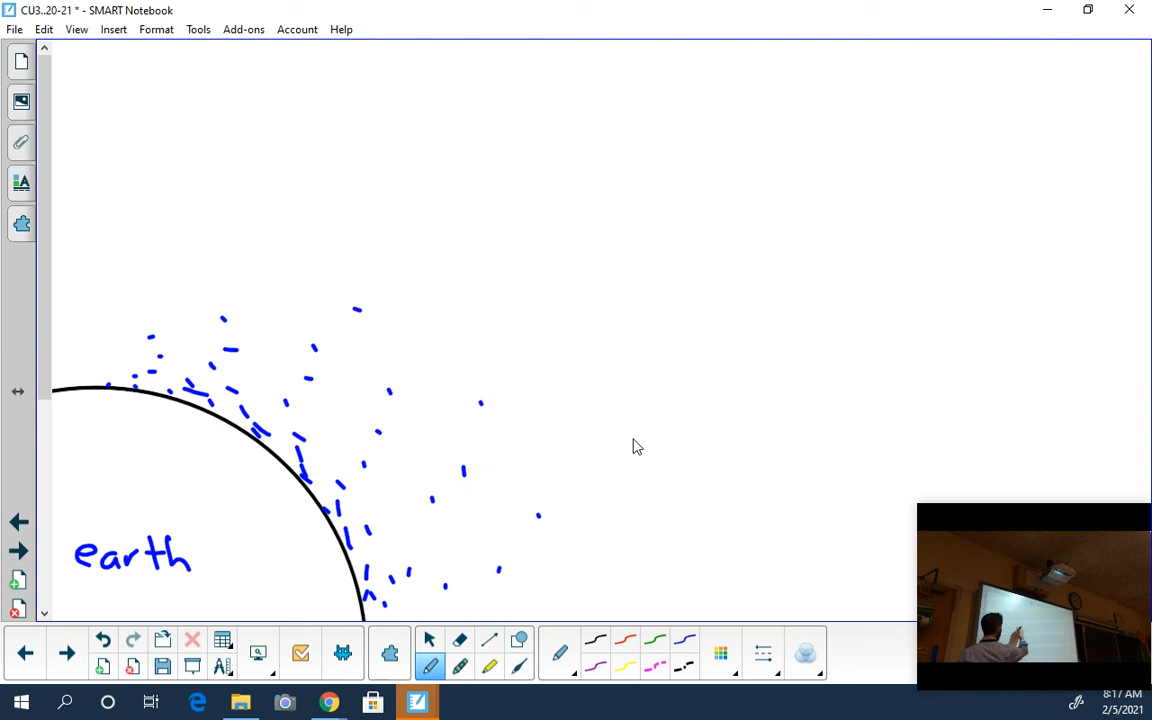 CU3..20-21 * - SMART Notebook
File Edit View Insert Format Tools Add-ons Account Help
earth
8:17 AM
2/5/2021